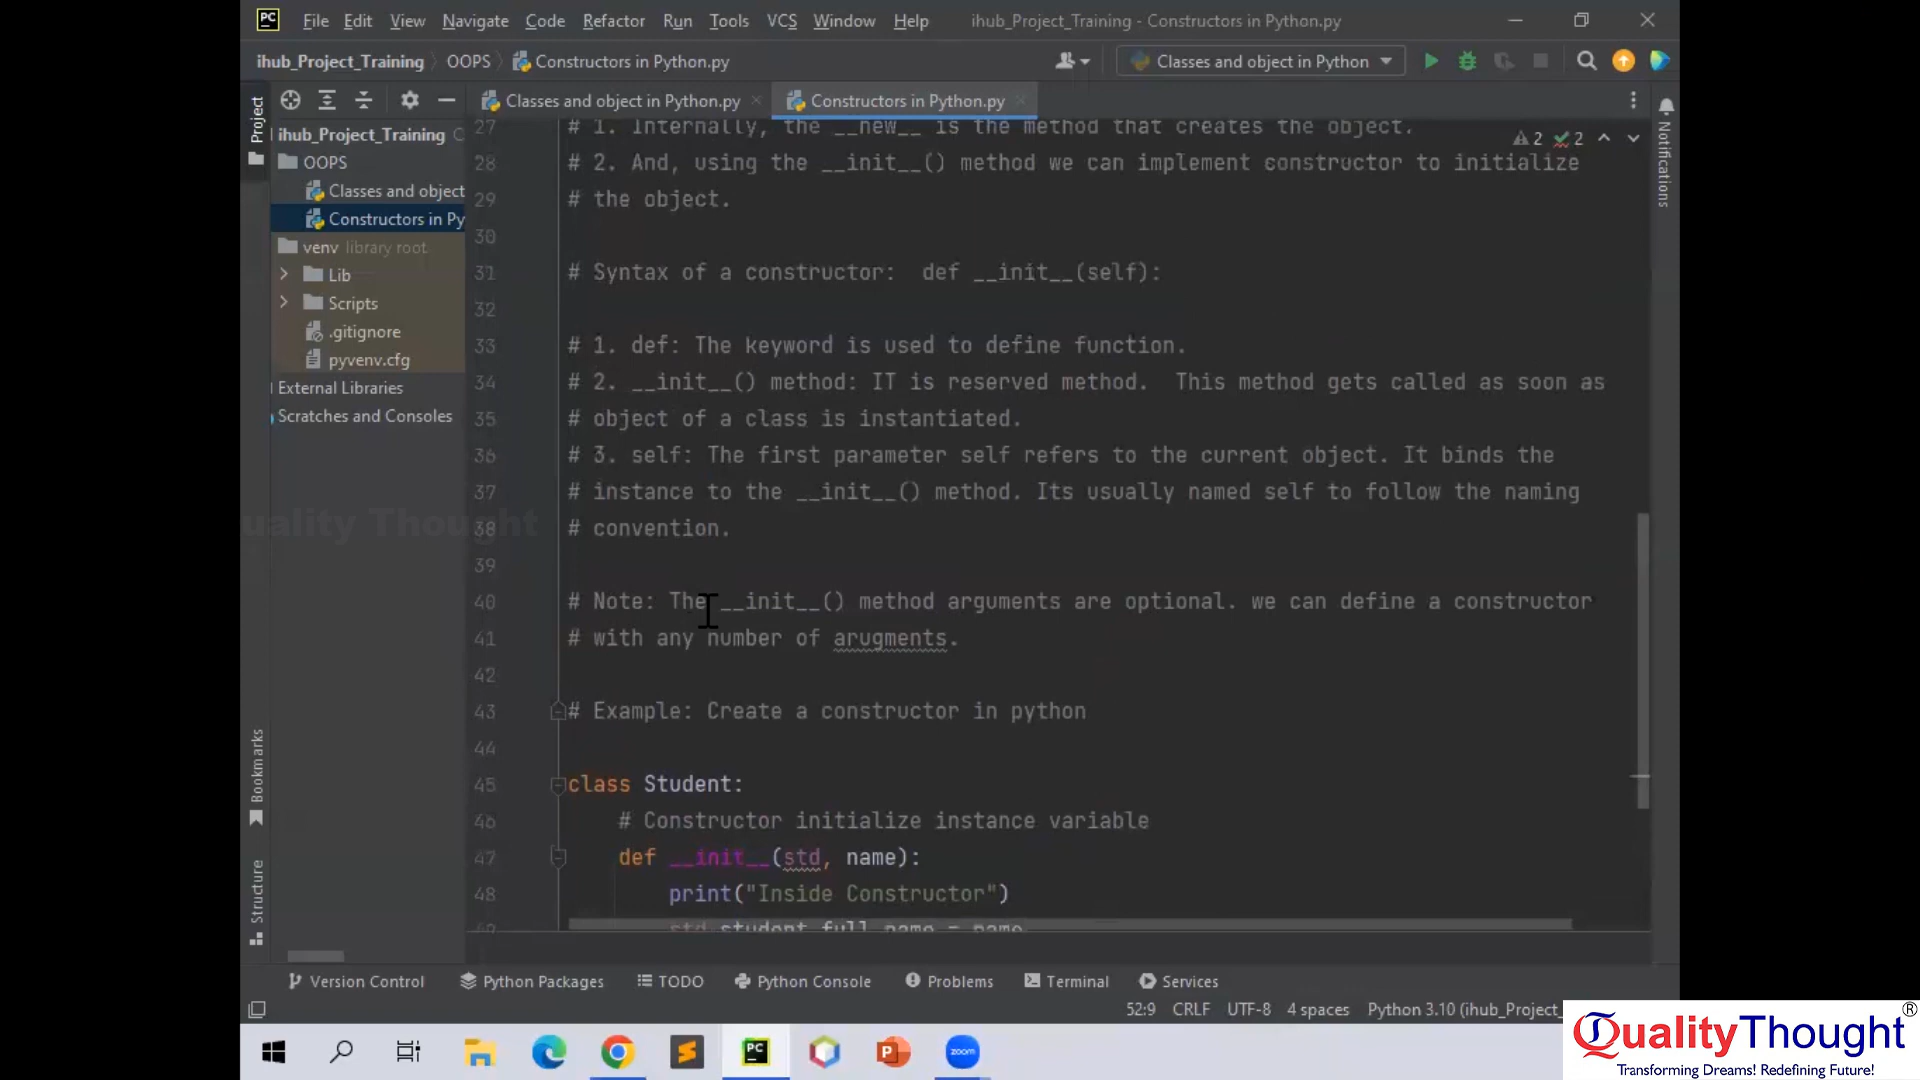 PC File Edit View Navigate Code Refactor Run Tools VCS Window Help ihub_Project_Training - Constructors in Python.py
ihub_Project_Training OOPS Constructors in Python.py Classes and object in Python
Project
Classes and object in Python.py Constructors in Python.py
ihub_Project_Training
OOPS
Classes and object
Constructors in Py
venv library root
Lib
Scripts
.gitignore
pyvenv.cfg
External Libraries
Scratches and Consoles
2 2
Notifications
27 # 1. Internally, the __new__ is the method that creates the object.
28 # 2. And, using the __init__() method we can implement constructor to initialize
29 # the object.
30
31 # Syntax of a constructor:  def __init__(self):
32
33 # 1. def: The keyword is used to define function.
34 # 2. __init__() method: IT is reserved method.  This method gets called as soon as
35 # object of a class is instantiated.
36 # 3. self: The first parameter self refers to the current object. It binds the
37 # instance to the __init__() method. Its usually named self to follow the naming
38 # convention.
39
40 # Note: The __init__() method arguments are optional. we can define a constructor
41 # with any number of arugments.
42
43 # Example: Create a constructor in python
44
45 class Student:
46 # Constructor initialize instance variable
47 def __init__(std, name):
48 print("Inside Constructor")
49 std.student_full_name = name
uality Thought
Bookmarks
Structure
Version Control Python Packages TODO Python Console Problems Terminal Services
52:9 CRLF UTF-8 4 spaces Python 3.10 (ihub_Project_
PC zoom
QualityThought®
Transforming Dreams! Redefining Future!